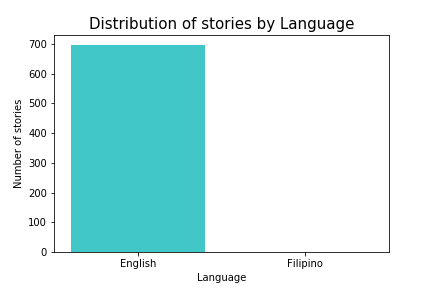 Distribution of stories by Language
700
600
500
400
300
200
100
0
Number of stories
English Filipino
Language